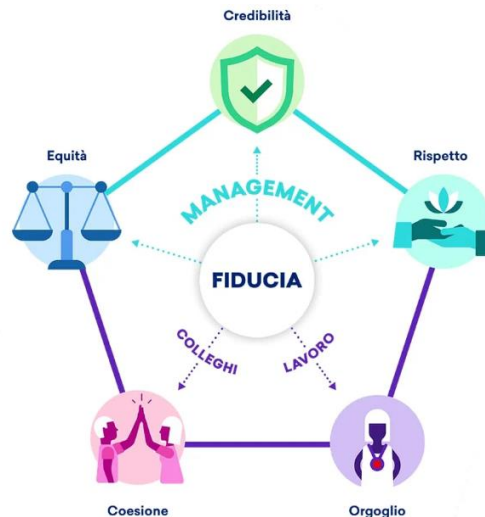 Credibilità
Equità
Rispetto
MANAGEMENT
FIDUCIA
COLLEGHI
LAVORO
Coesione
Orgoglio